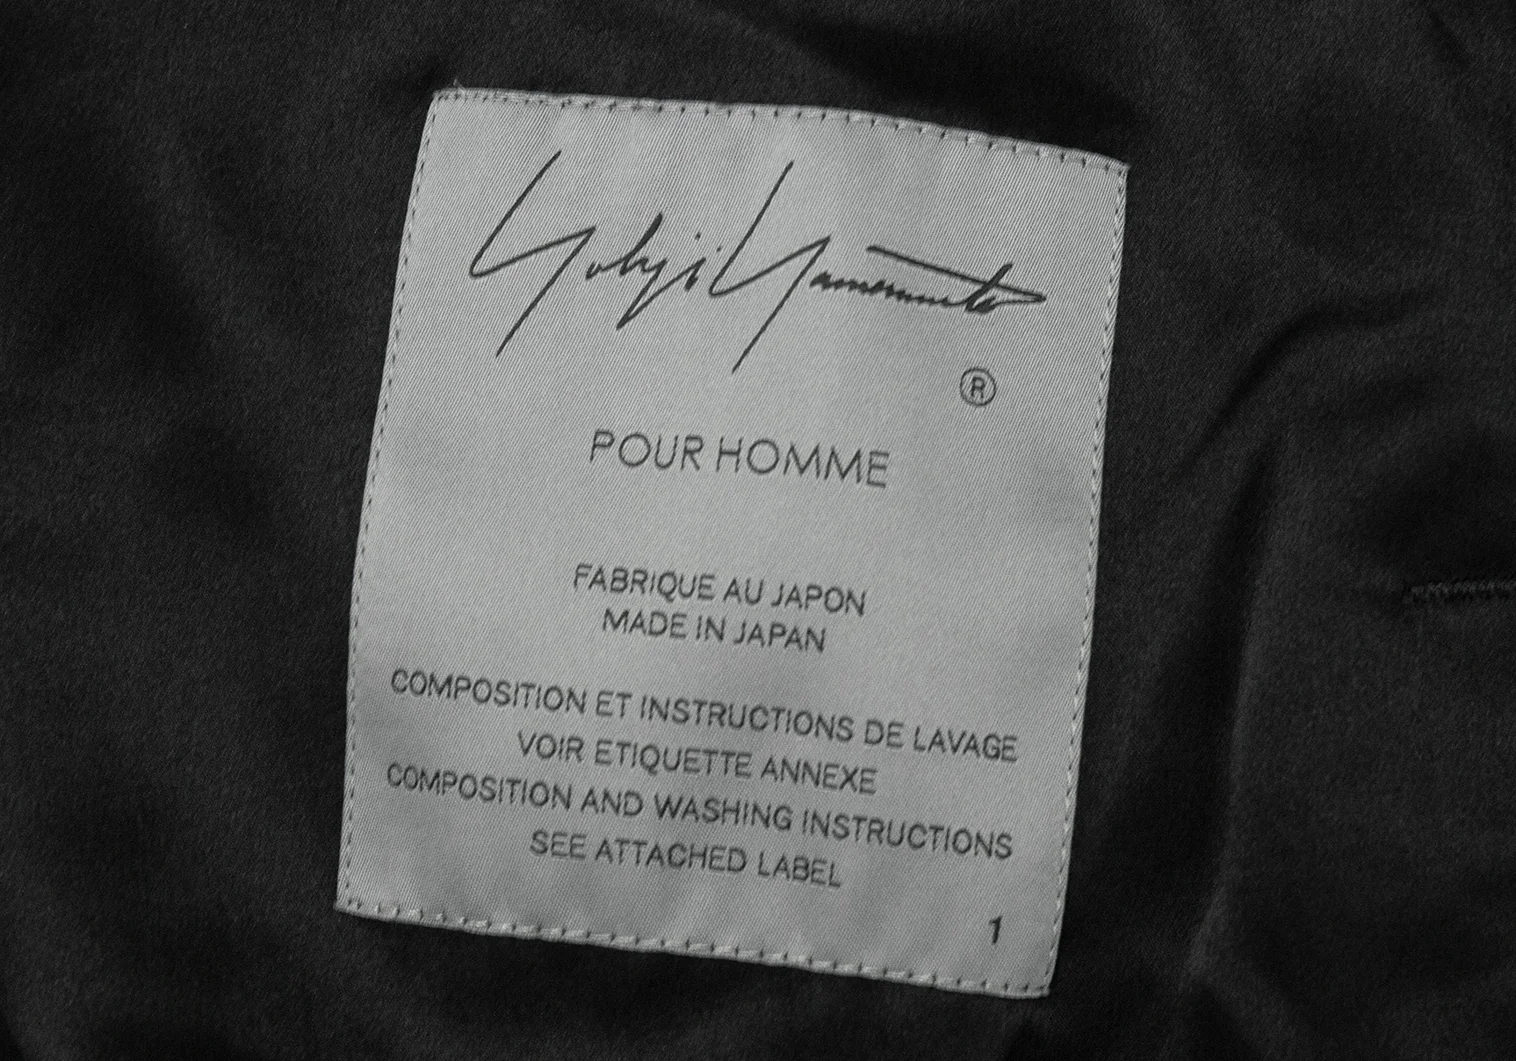 Yohji Yamamoto
®
POUR HOMME
FABRIQUE AU JAPON
MADE IN JAPAN
COMPOSITION ET INSTRUCTIONS DE LAVAGE
VOIR ETIQUETTE ANNEXE
COMPOSITION AND WASHING INSTRUCTIONS
SEE ATTACHED LABEL
1